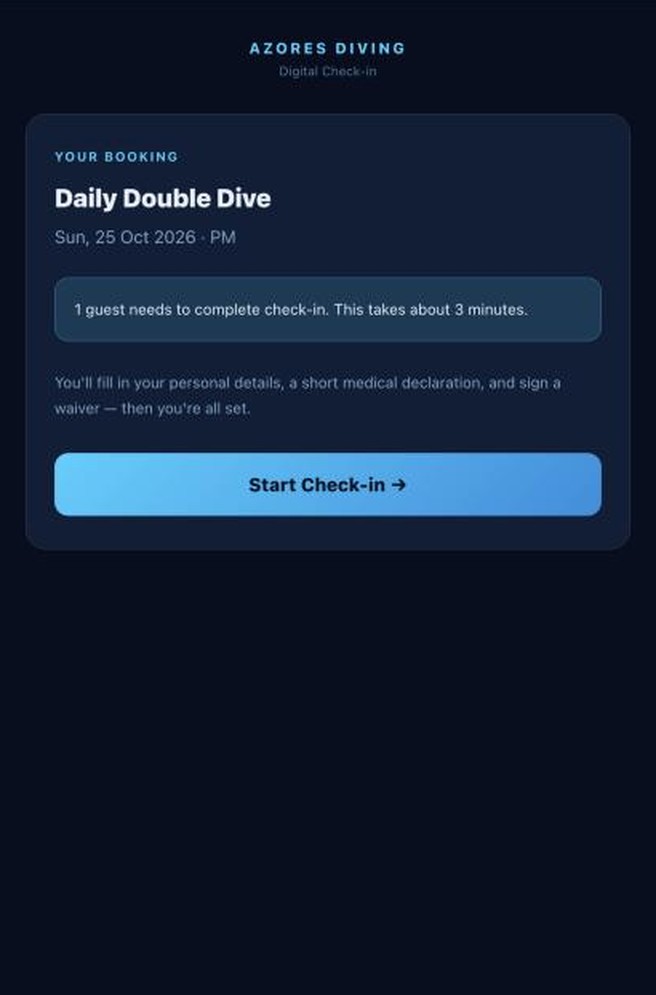 AZORES DIVING
Digital Check-in
YOUR BOOKING
Daily Double Dive
Sun, 25 Oct 2026 · PM
1 guest needs to complete check-in. This takes about 3 minutes.
You'll fill in your personal details, a short medical declaration, and sign a
waiver — then you're all set.
Start Check-in →